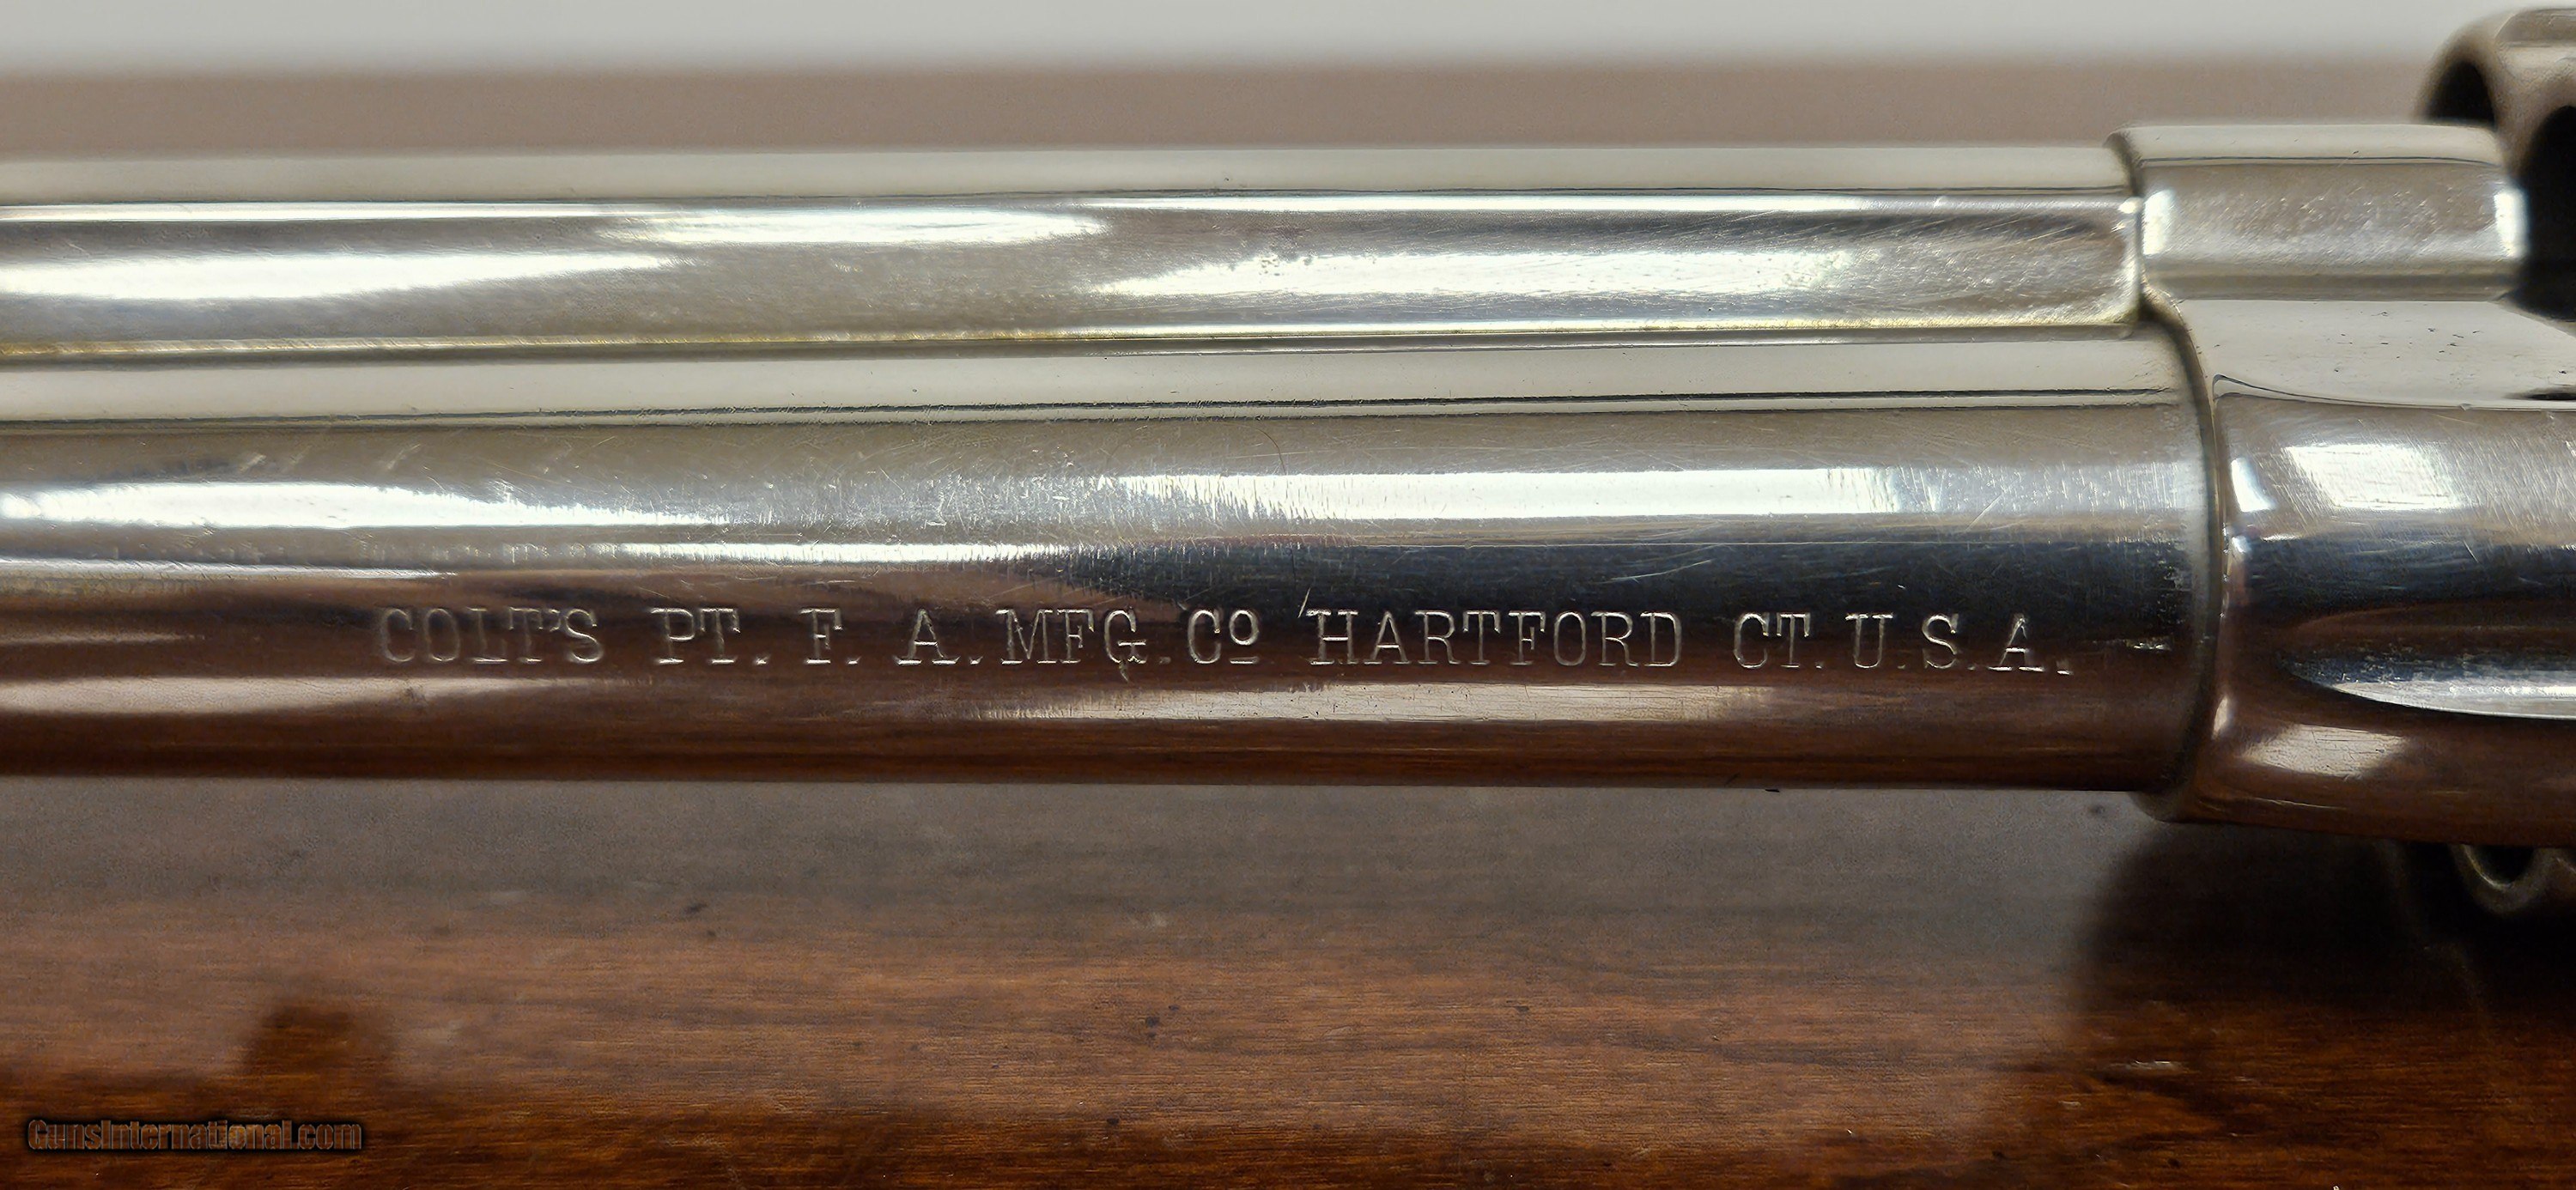 COLT'S PT. F. A. MFG. Cº HARTFORD CT. U.S.A.
GunsInternational.com